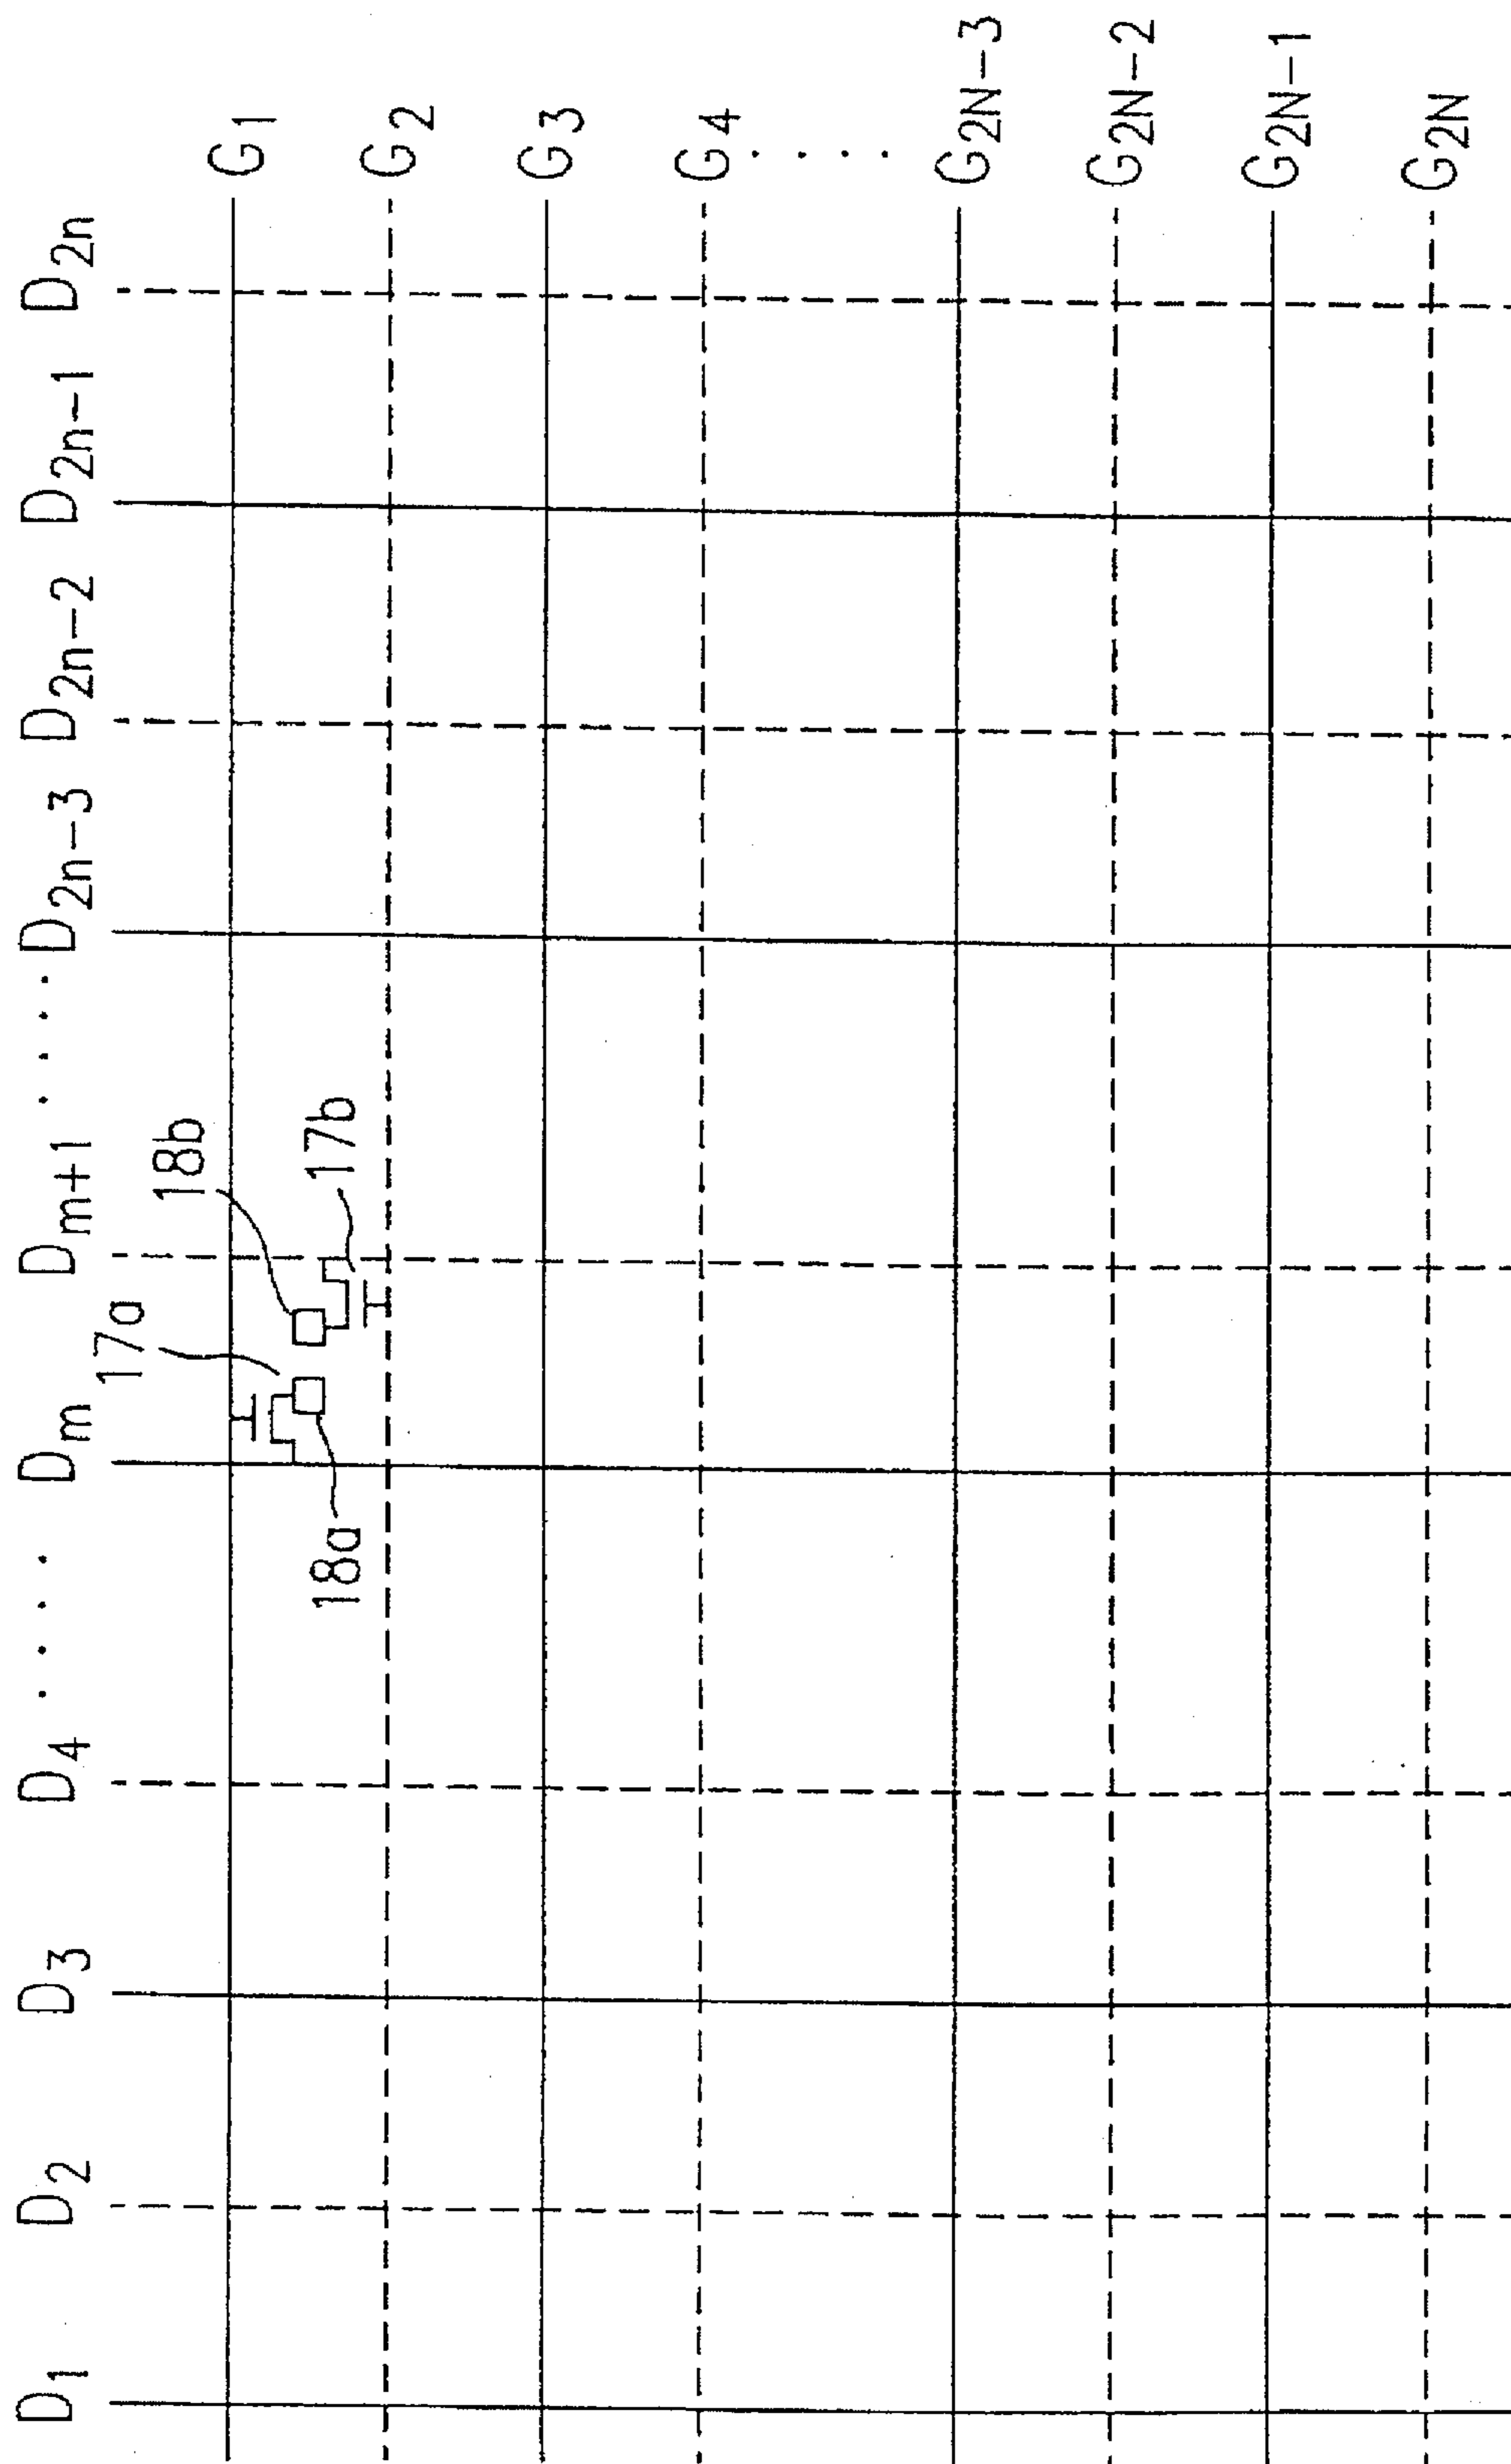 D1 D2 D3 D4 ···· Dm Dm+1 ···· D2n-3 D2n-2 D2n-1 D2n
17a
18b
18a
17b
G1
G2
G3
G4
····
G2N-3
G2N-2
G2N-1
G2N